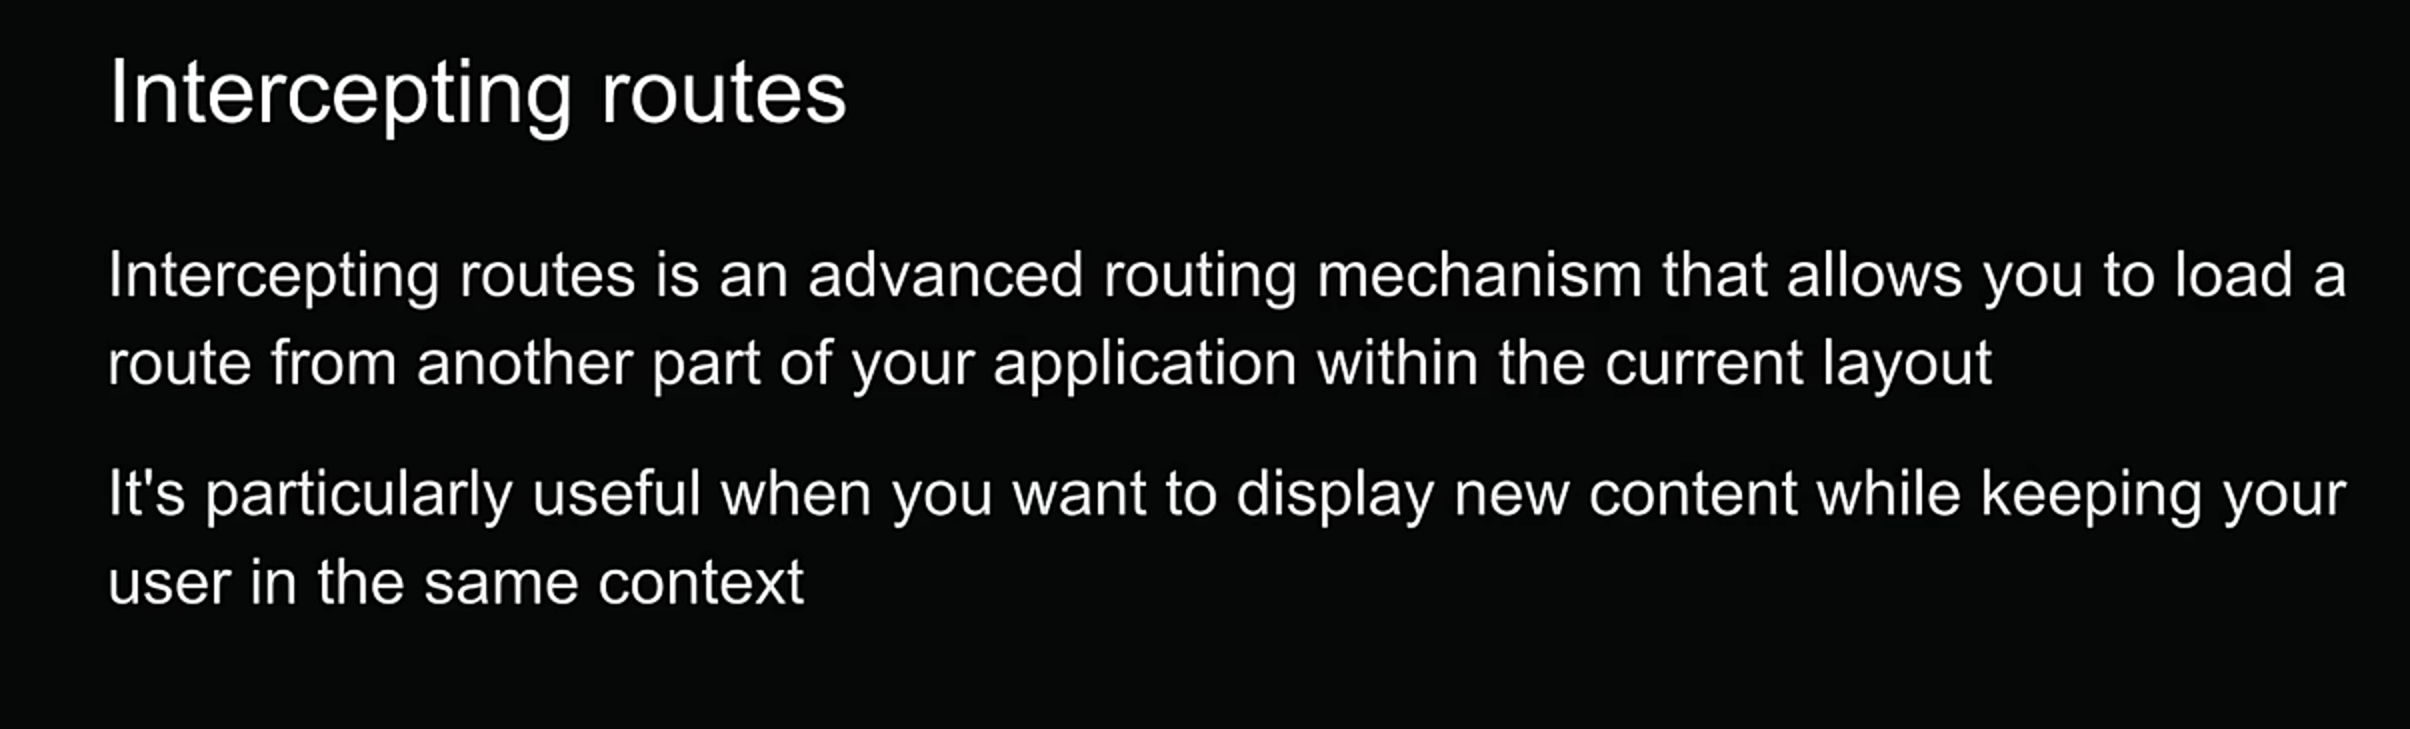 Intercepting routes
Intercepting routes is an advanced routing mechanism that allows you to load a
route from another part of your application within the current layout
It's particularly useful when you want to display new content while keeping your
user in the same context